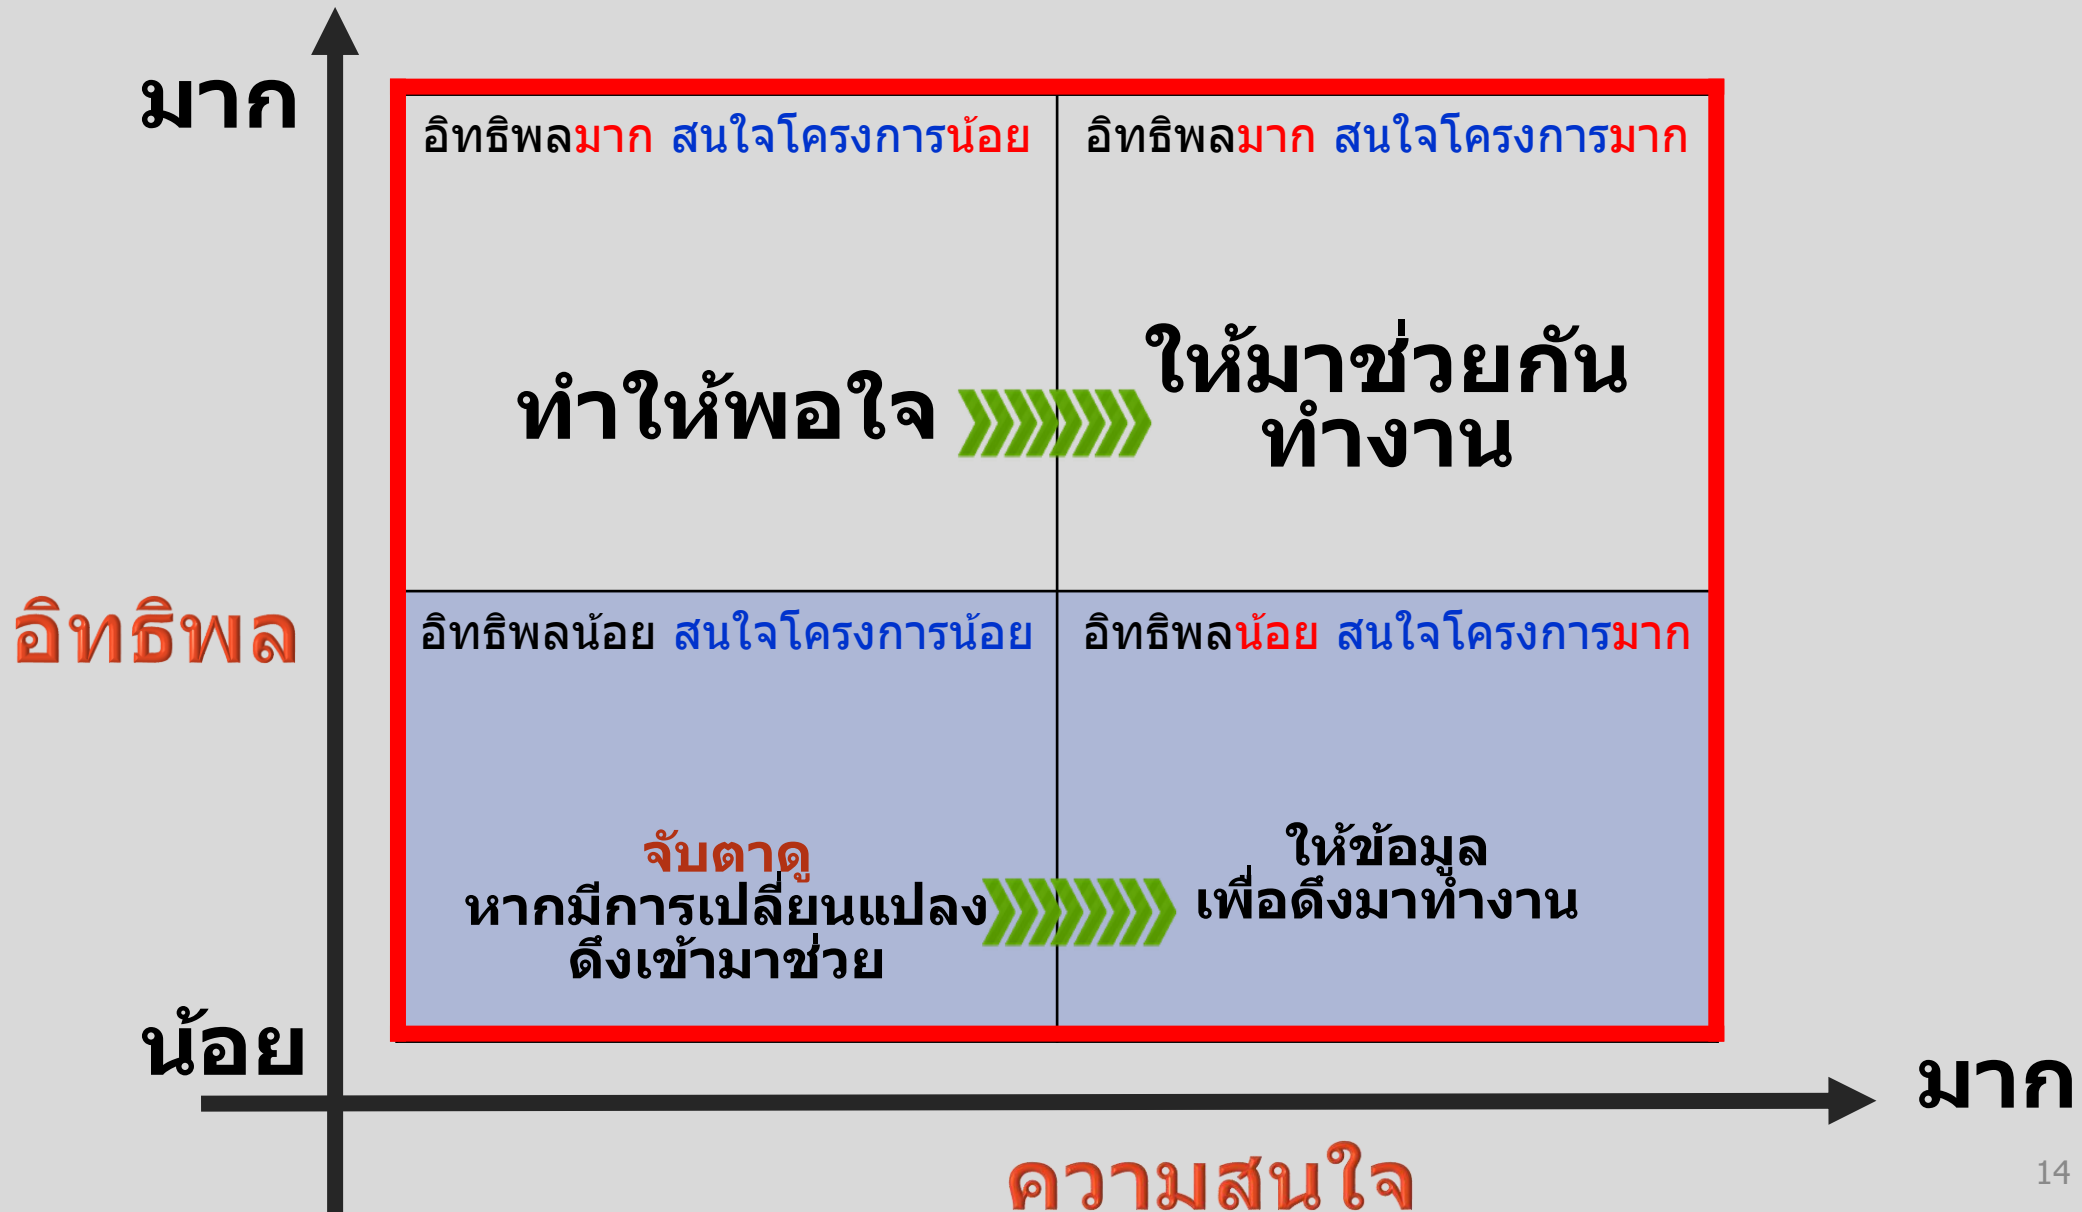 มาก
อิทธิพลมาก สนใจโครงการน้อย
อิทธิพลมาก สนใจโครงการมาก
ทำให้พอใจ
ให้มาช่วยกัน
ทำงาน
อิทธิพล
อิทธิพลน้อย สนใจโครงการน้อย
อิทธิพลน้อย สนใจโครงการมาก
จับตาดู
หากมีการเปลี่ยนแปลง
ดึงเข้ามาช่วย
ให้ข้อมูล
เพื่อดึงมาทำงาน
น้อย
มาก
ความสนใจ
14